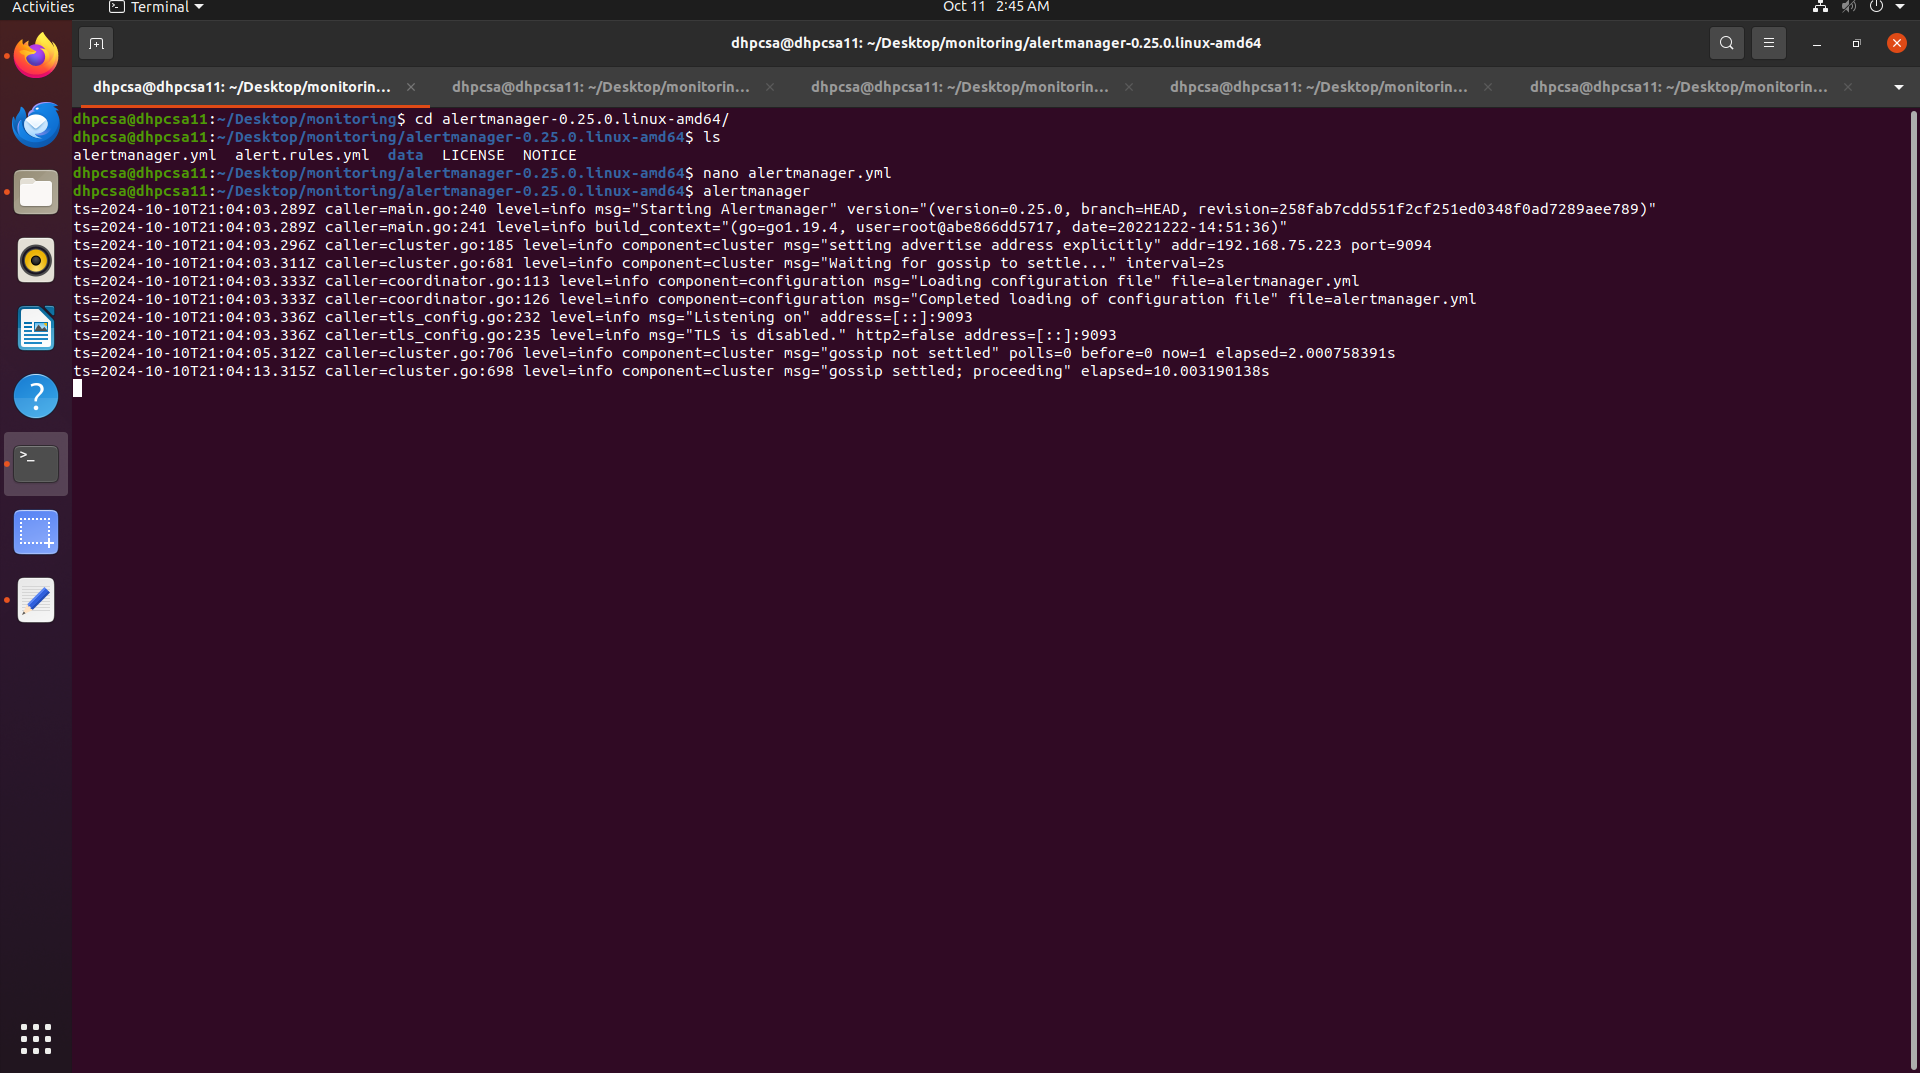 Activities
Terminal
Oct 11 2:45 AM
dhpcsa@dhpcsa11: ~/Desktop/monitoring/alertmanager-0.25.0.linux-amd64
dhpcsa@dhpcsa11: ~/Desktop/monitorin...
dhpcsa@dhpcsa11: ~/Desktop/monitorin...
dhpcsa@dhpcsa11: ~/Desktop/monitorin...
dhpcsa@dhpcsa11: ~/Desktop/monitorin...
dhpcsa@dhpcsa11: ~/Desktop/monitorin...
dhpcsa@dhpcsa11:~/Desktop/monitoring$ cd alertmanager-0.25.0.linux-amd64/
dhpcsa@dhpcsa11:~/Desktop/monitoring/alertmanager-0.25.0.linux-amd64$ ls
alertmanager.yml  alert.rules.yml  data  LICENSE  NOTICE
dhpcsa@dhpcsa11:~/Desktop/monitoring/alertmanager-0.25.0.linux-amd64$ nano alertmanager.yml
dhpcsa@dhpcsa11:~/Desktop/monitoring/alertmanager-0.25.0.linux-amd64$ alertmanager
ts=2024-10-10T21:04:03.289Z caller=main.go:240 level=info msg="Starting Alertmanager" version="(version=0.25.0, branch=HEAD, revision=258fab7cdd551f2cf251ed0348f0ad7289aee789)"
ts=2024-10-10T21:04:03.289Z caller=main.go:241 level=info build_context="(go=go1.19.4, user=root@abe866dd5717, date=20221222-14:51:36)"
ts=2024-10-10T21:04:03.296Z caller=cluster.go:185 level=info component=cluster msg="setting advertise address explicitly" addr=192.168.75.223 port=9094
ts=2024-10-10T21:04:03.311Z caller=cluster.go:681 level=info component=cluster msg="Waiting for gossip to settle..." interval=2s
ts=2024-10-10T21:04:03.333Z caller=coordinator.go:113 level=info component=configuration msg="Loading configuration file" file=alertmanager.yml
ts=2024-10-10T21:04:03.333Z caller=coordinator.go:126 level=info component=configuration msg="Completed loading of configuration file" file=alertmanager.yml
ts=2024-10-10T21:04:03.336Z caller=tls_config.go:232 level=info msg="Listening on" address=[::]:9093
ts=2024-10-10T21:04:03.336Z caller=tls_config.go:235 level=info msg="TLS is disabled." http2=false address=[::]:9093
ts=2024-10-10T21:04:05.312Z caller=cluster.go:706 level=info component=cluster msg="gossip not settled" polls=0 before=0 now=1 elapsed=2.000758391s
ts=2024-10-10T21:04:13.315Z caller=cluster.go:698 level=info component=cluster msg="gossip settled; proceeding" elapsed=10.003190138s